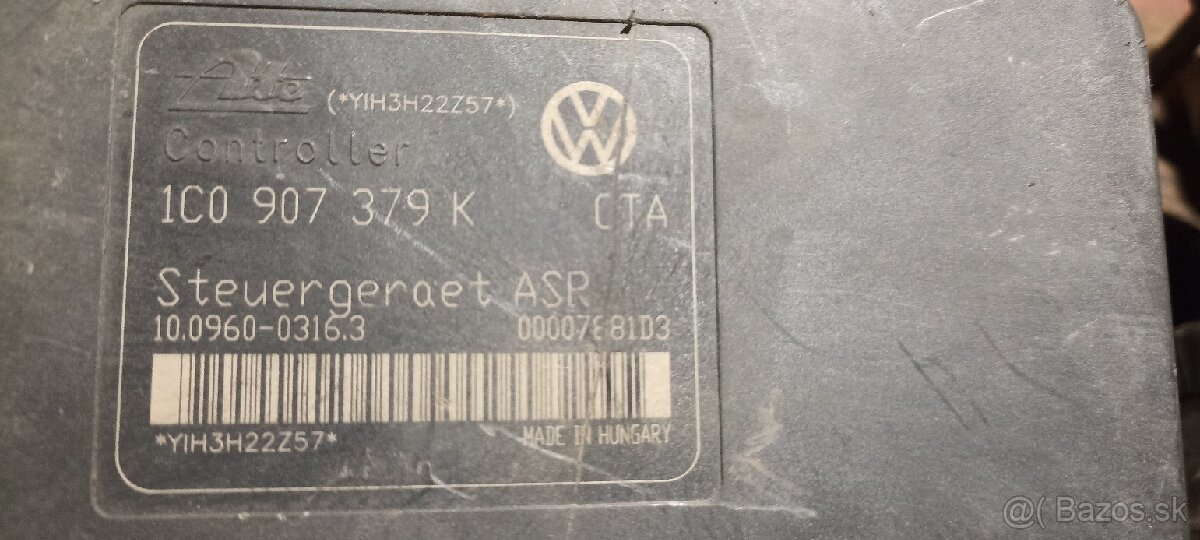 Ate (*YIH3H22Z57*)
Controller
1C0 907 379 K CTA
Steuergeraet ASR
10.0960-0316.3 0000788103
*YIH3H22Z57* MADE IN HUNGARY
@( Bazos.sk